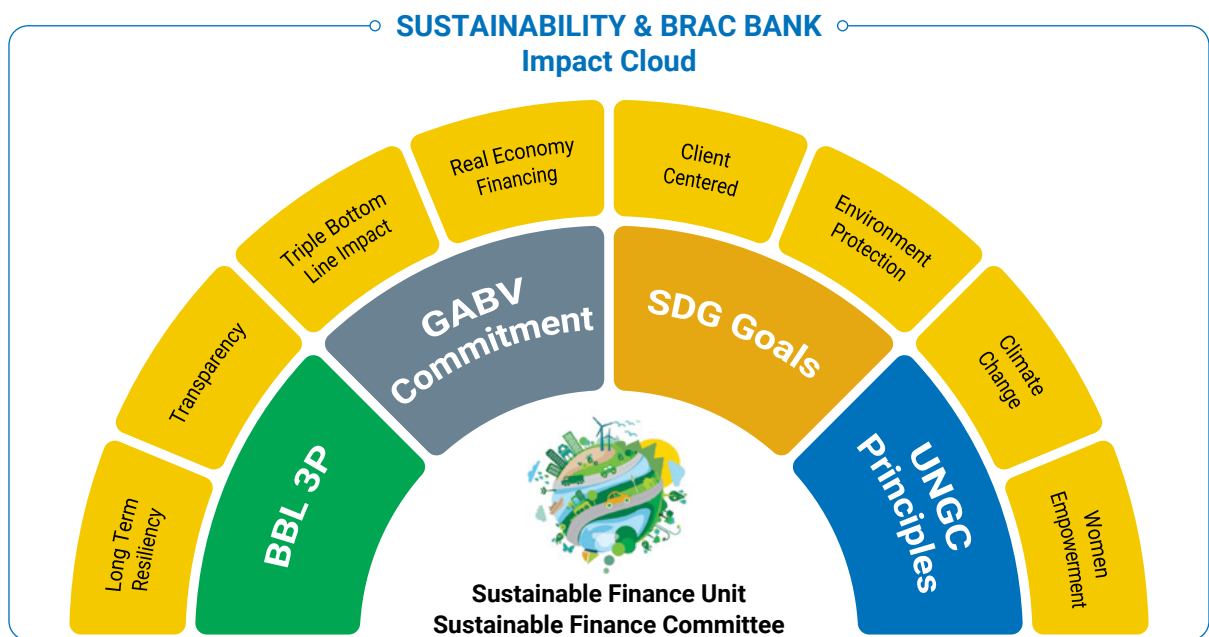 SUSTAINABILITY & BRAC BANK
Impact Cloud
Long Term
Resiliency
Transparency
Triple Bottom
Line Impact
Real Economy
Financing
Client
Centered
Environment
Protection
Climate
Change
Women
Empowerment
BBL 3P
GABV
Commitment
SDG Goals
UNGC
Principles
Sustainable Finance Unit
Sustainable Finance Committee